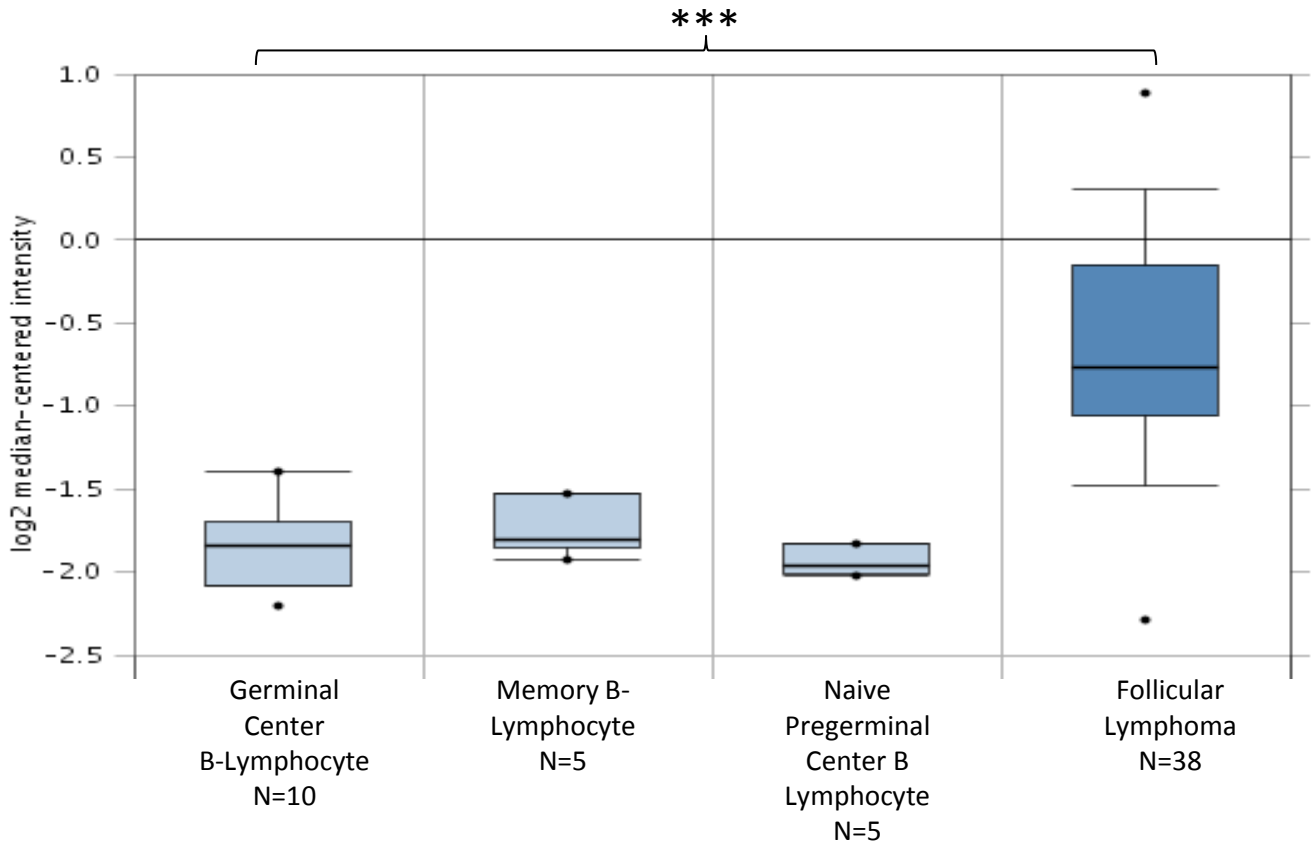 ***
1.0
0.5
0.0
-0.5
-1.0
-1.5
-2.0
-2.5
log2 median-centered intensity
Germinal
Center
B-Lymphocyte
N=10
Memory B-
Lymphocyte
N=5
Naive
Pregerminal
Center B
Lymphocyte
N=5
Follicular
Lymphoma
N=38